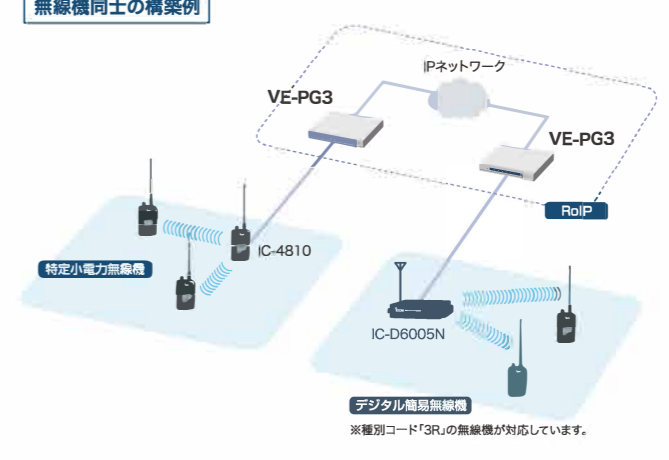 無線機同士の構築例
IPネットワーク
VE-PG3
VE-PG3
RoIP
IC-4810
特定小電力無線機
IC-D6005N
デジタル簡易無線機
※種別コード「3R」の無線機が対応しています。